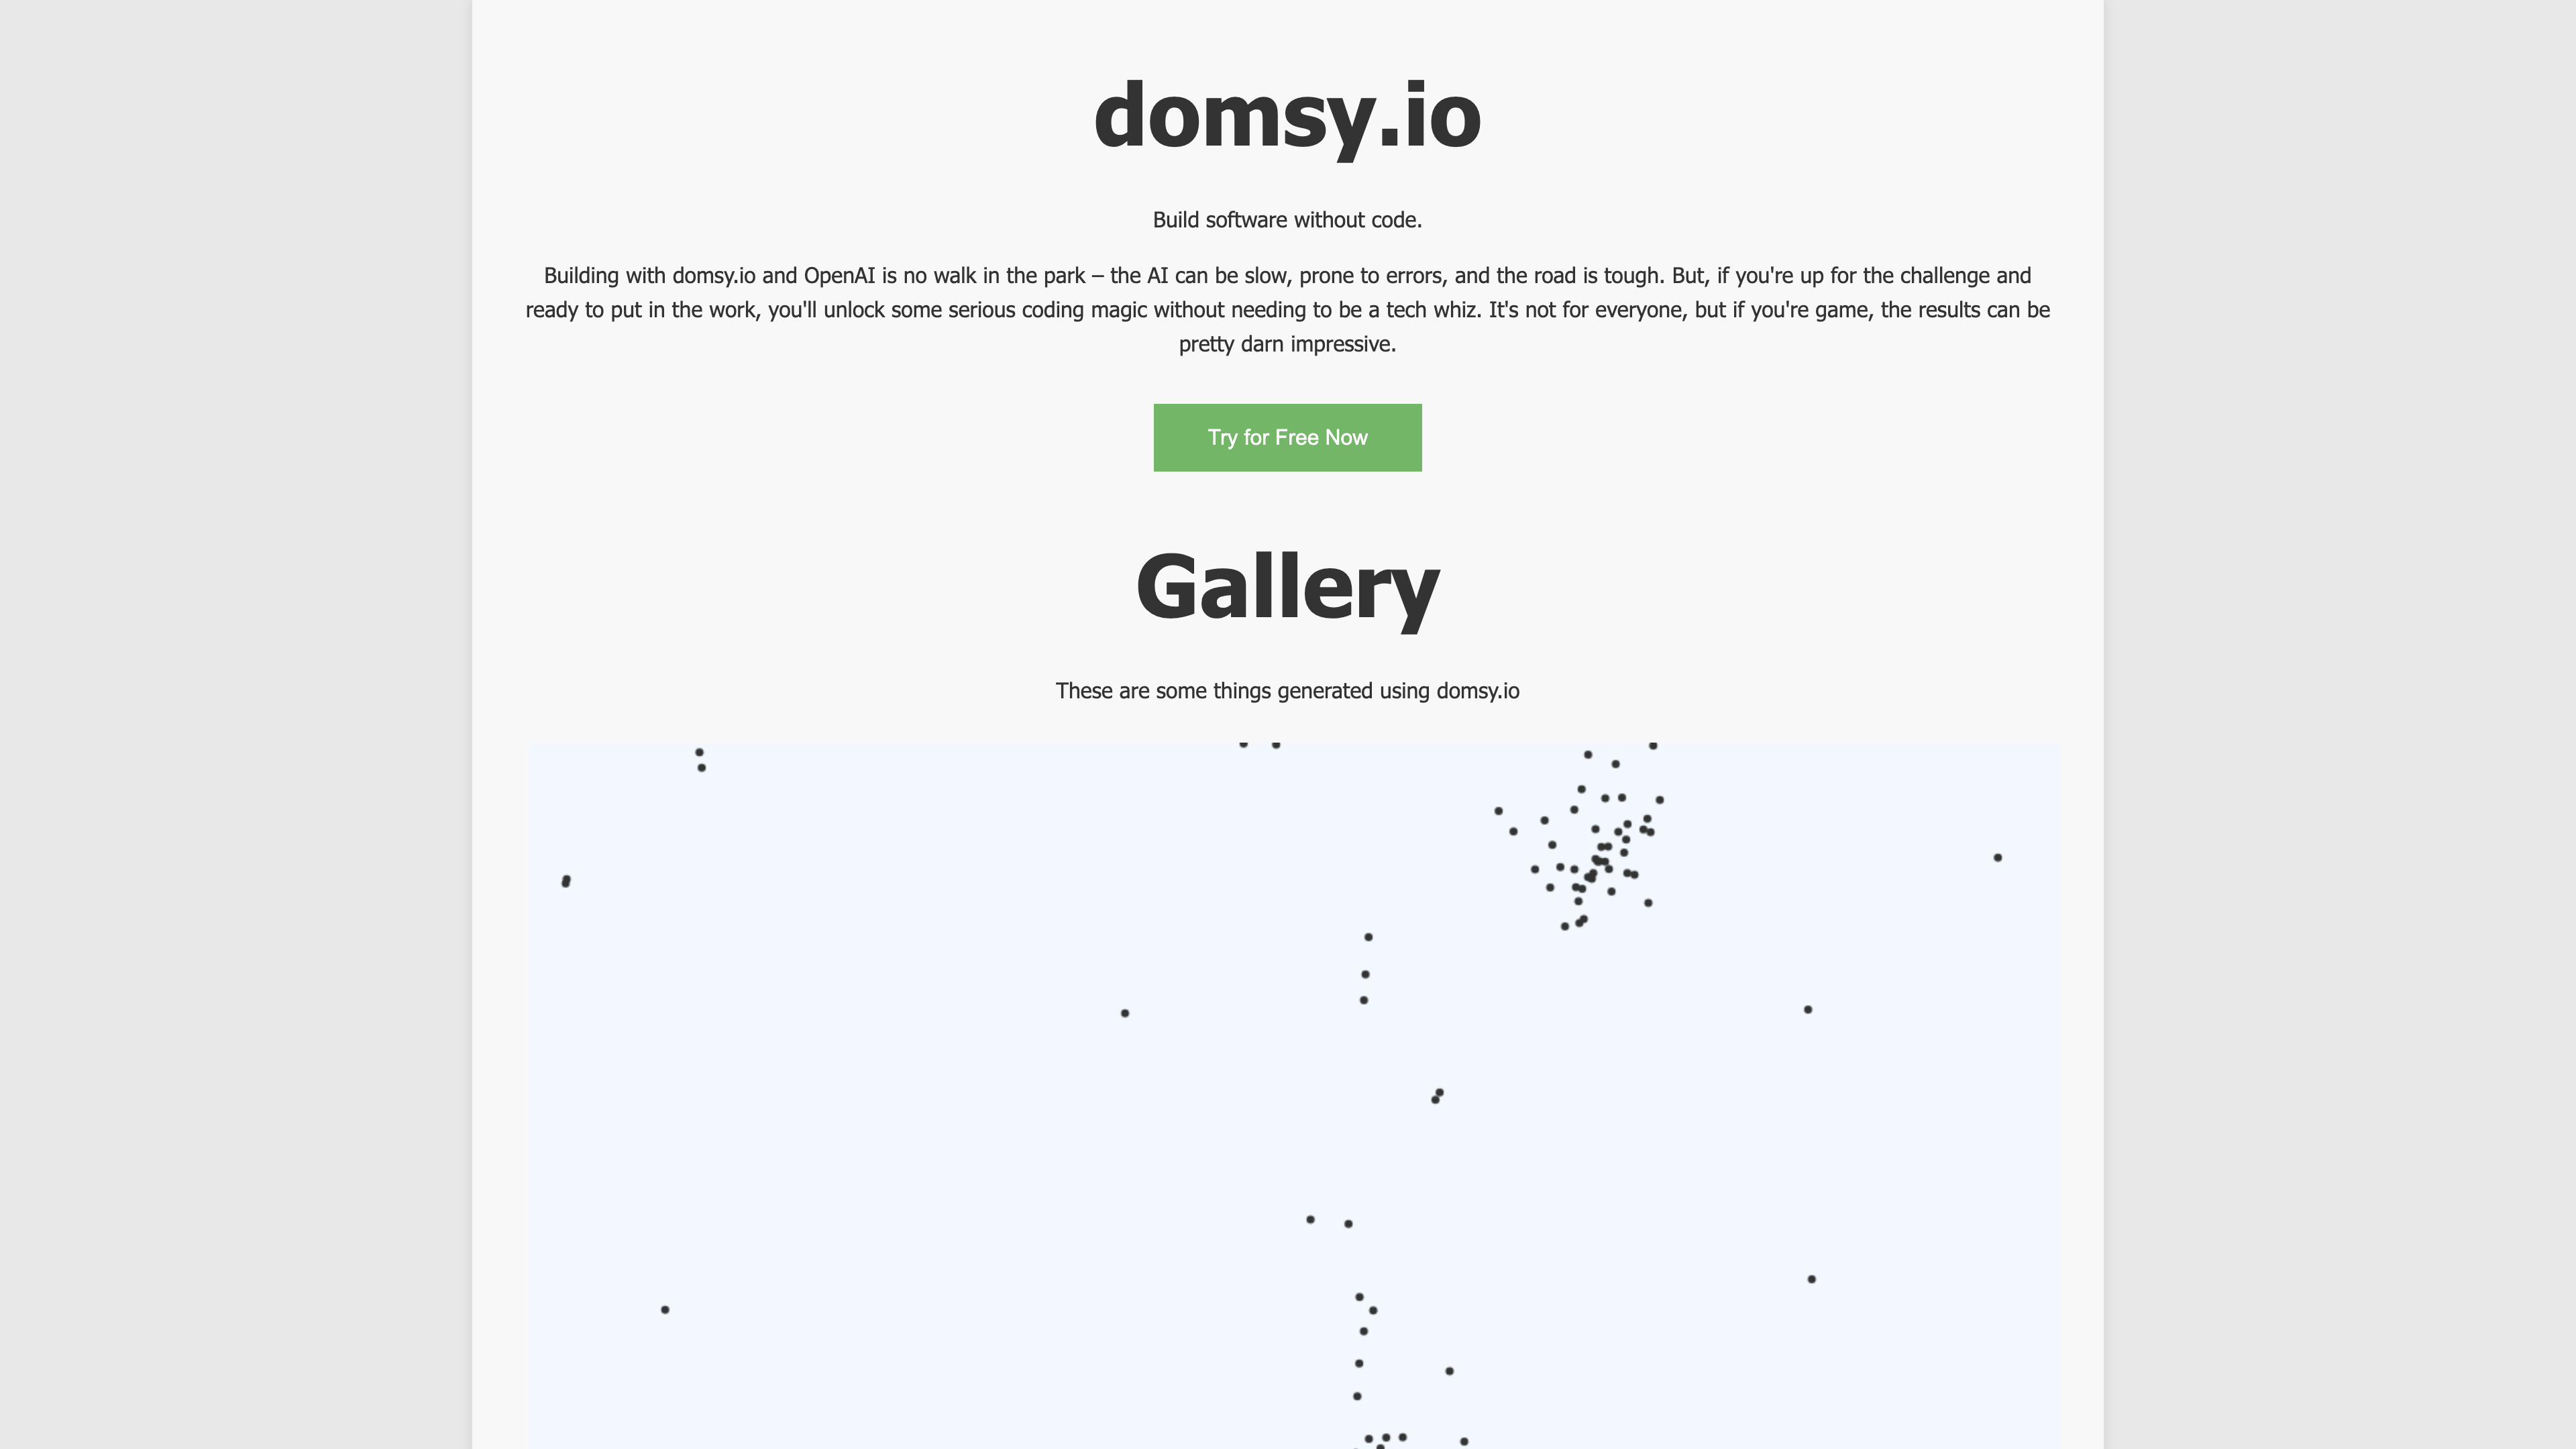 domsy.io
Build software without code.
Building with domsy.io and OpenAI is no walk in the park – the AI can be slow, prone to errors, and the road is tough. But, if you're up for the challenge and
ready to put in the work, you'll unlock some serious coding magic without needing to be a tech whiz. It's not for everyone, but if you're game, the results can be
pretty darn impressive.
Try for Free Now
Gallery
These are some things generated using domsy.io